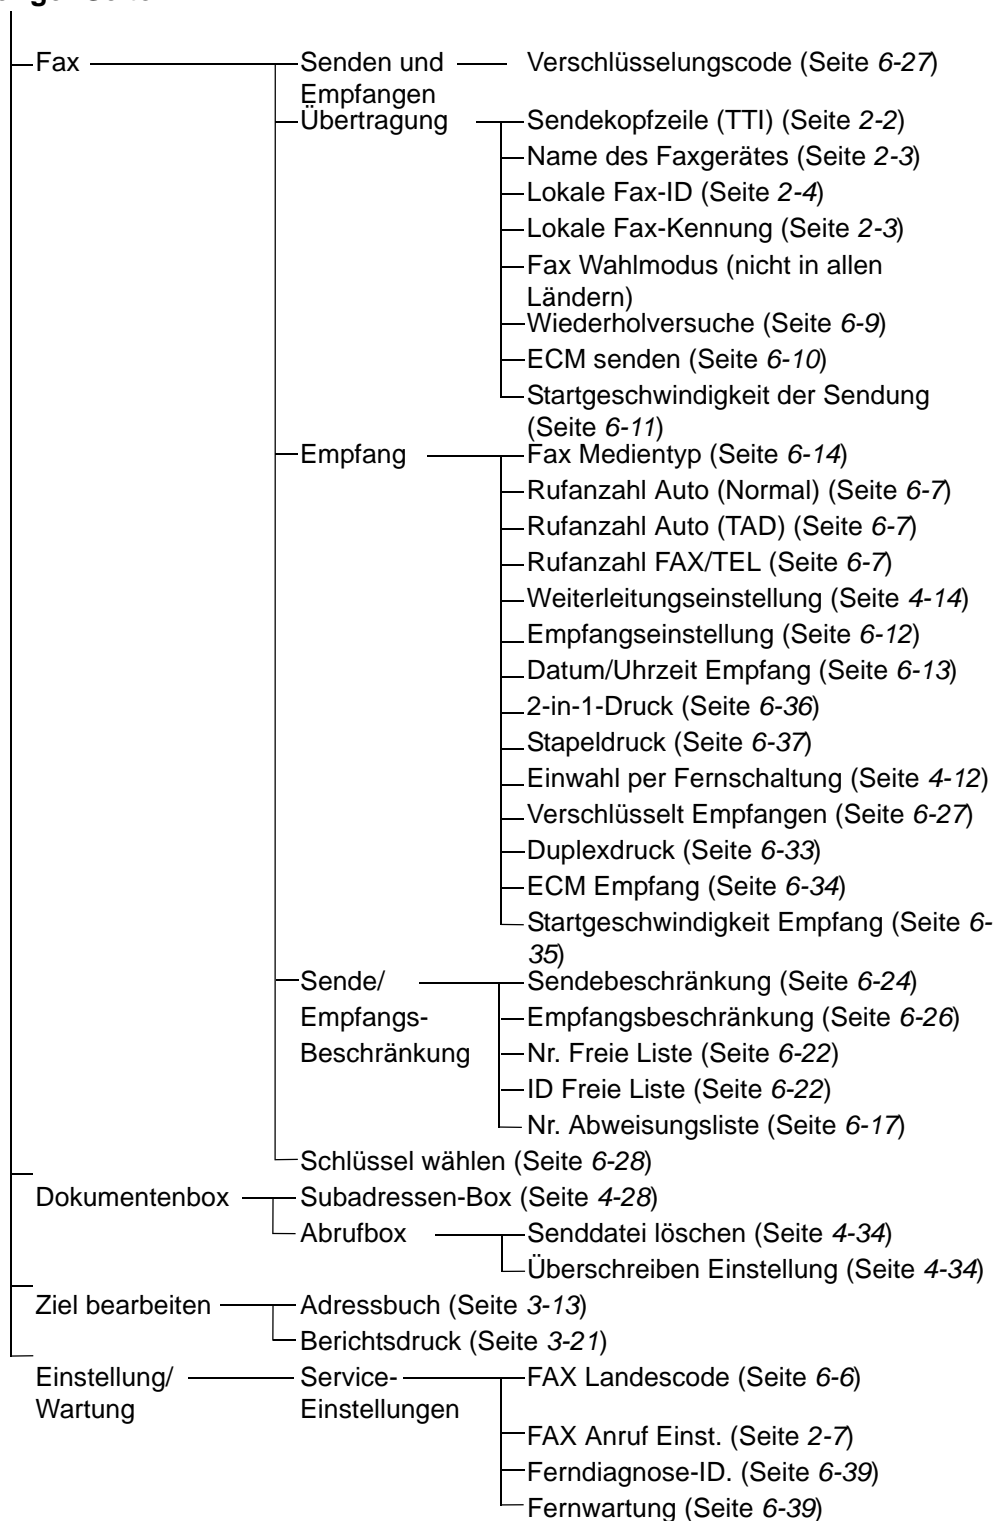 Fax
Senden und
Empfangen
Verschlüsselungscode (Seite 6-27)
Übertragung
Sendekopfzeile (TTI) (Seite 2-2)
Name des Faxgerätes (Seite 2-3)
Lokale Fax-ID (Seite 2-4)
Lokale Fax-Kennung (Seite 2-3)
Fax Wahlmodus (nicht in allen
Ländern)
Wiederholversuche (Seite 6-9)
ECM senden (Seite 6-10)
Startgeschwindigkeit der Sendung
(Seite 6-11)
Empfang
Fax Medientyp (Seite 6-14)
Rufanzahl Auto (Normal) (Seite 6-7)
Rufanzahl Auto (TAD) (Seite 6-7)
Rufanzahl FAX/TEL (Seite 6-7)
Weiterleitungseinstellung (Seite 4-14)
Empfangseinstellung (Seite 6-12)
Datum/Uhrzeit Empfang (Seite 6-13)
2-in-1-Druck (Seite 6-36)
Stapeldruck (Seite 6-37)
Einwahl per Fernschaltung (Seite 4-12)
Verschlüsselt Empfangen (Seite 6-27)
Duplexdruck (Seite 6-33)
ECM Empfang (Seite 6-34)
Startgeschwindigkeit Empfang (Seite 6-
35)
Sende/
Empfangs-
Beschränkung
Sendebeschränkung (Seite 6-24)
Empfangsbeschränkung (Seite 6-26)
Nr. Freie Liste (Seite 6-22)
ID Freie Liste (Seite 6-22)
Nr. Abweisungsliste (Seite 6-17)
Schlüssel wählen (Seite 6-28)
Dokumentenbox
Subadressen-Box (Seite 4-28)
Abrufbox
Senddatei löschen (Seite 4-34)
Überschreiben Einstellung (Seite 4-34)
Ziel bearbeiten
Adressbuch (Seite 3-13)
Berichtsdruck (Seite 3-21)
Einstellung/
Wartung
Service-
Einstellungen
FAX Landescode (Seite 6-6)
FAX Anruf Einst. (Seite 2-7)
Ferndiagnose-ID. (Seite 6-39)
Fernwartung (Seite 6-39)